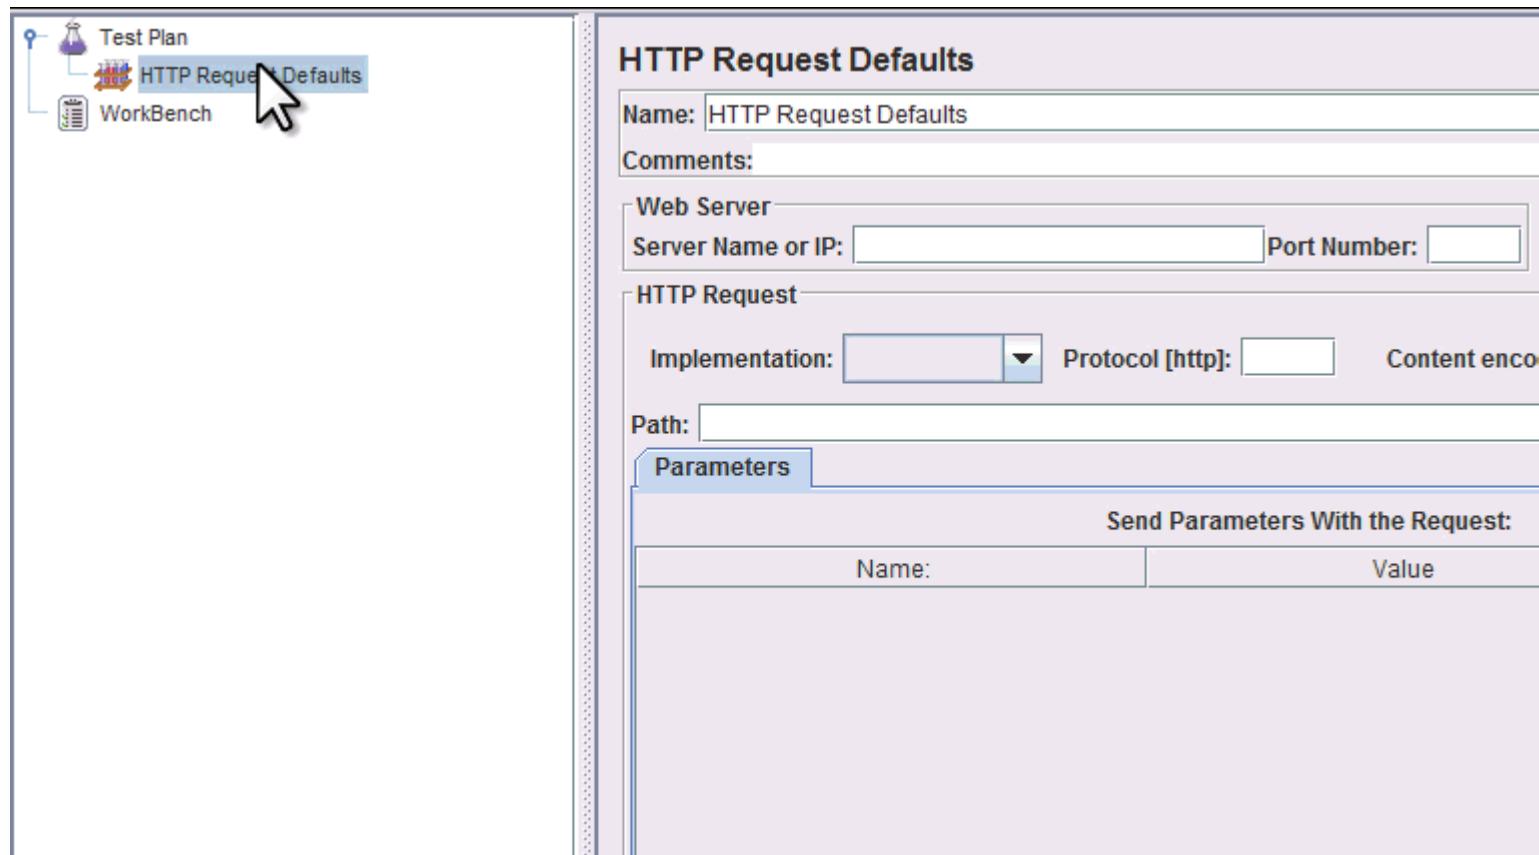 Test Plan
HTTP Request Defaults
WorkBench
HTTP Request Defaults
Name: HTTP Request Defaults
Comments:
Web Server
Server Name or IP: Port Number:
HTTP Request
Implementation: Protocol [http]: Content enco
Path:
Parameters
Send Parameters With the Request:
Name: Value